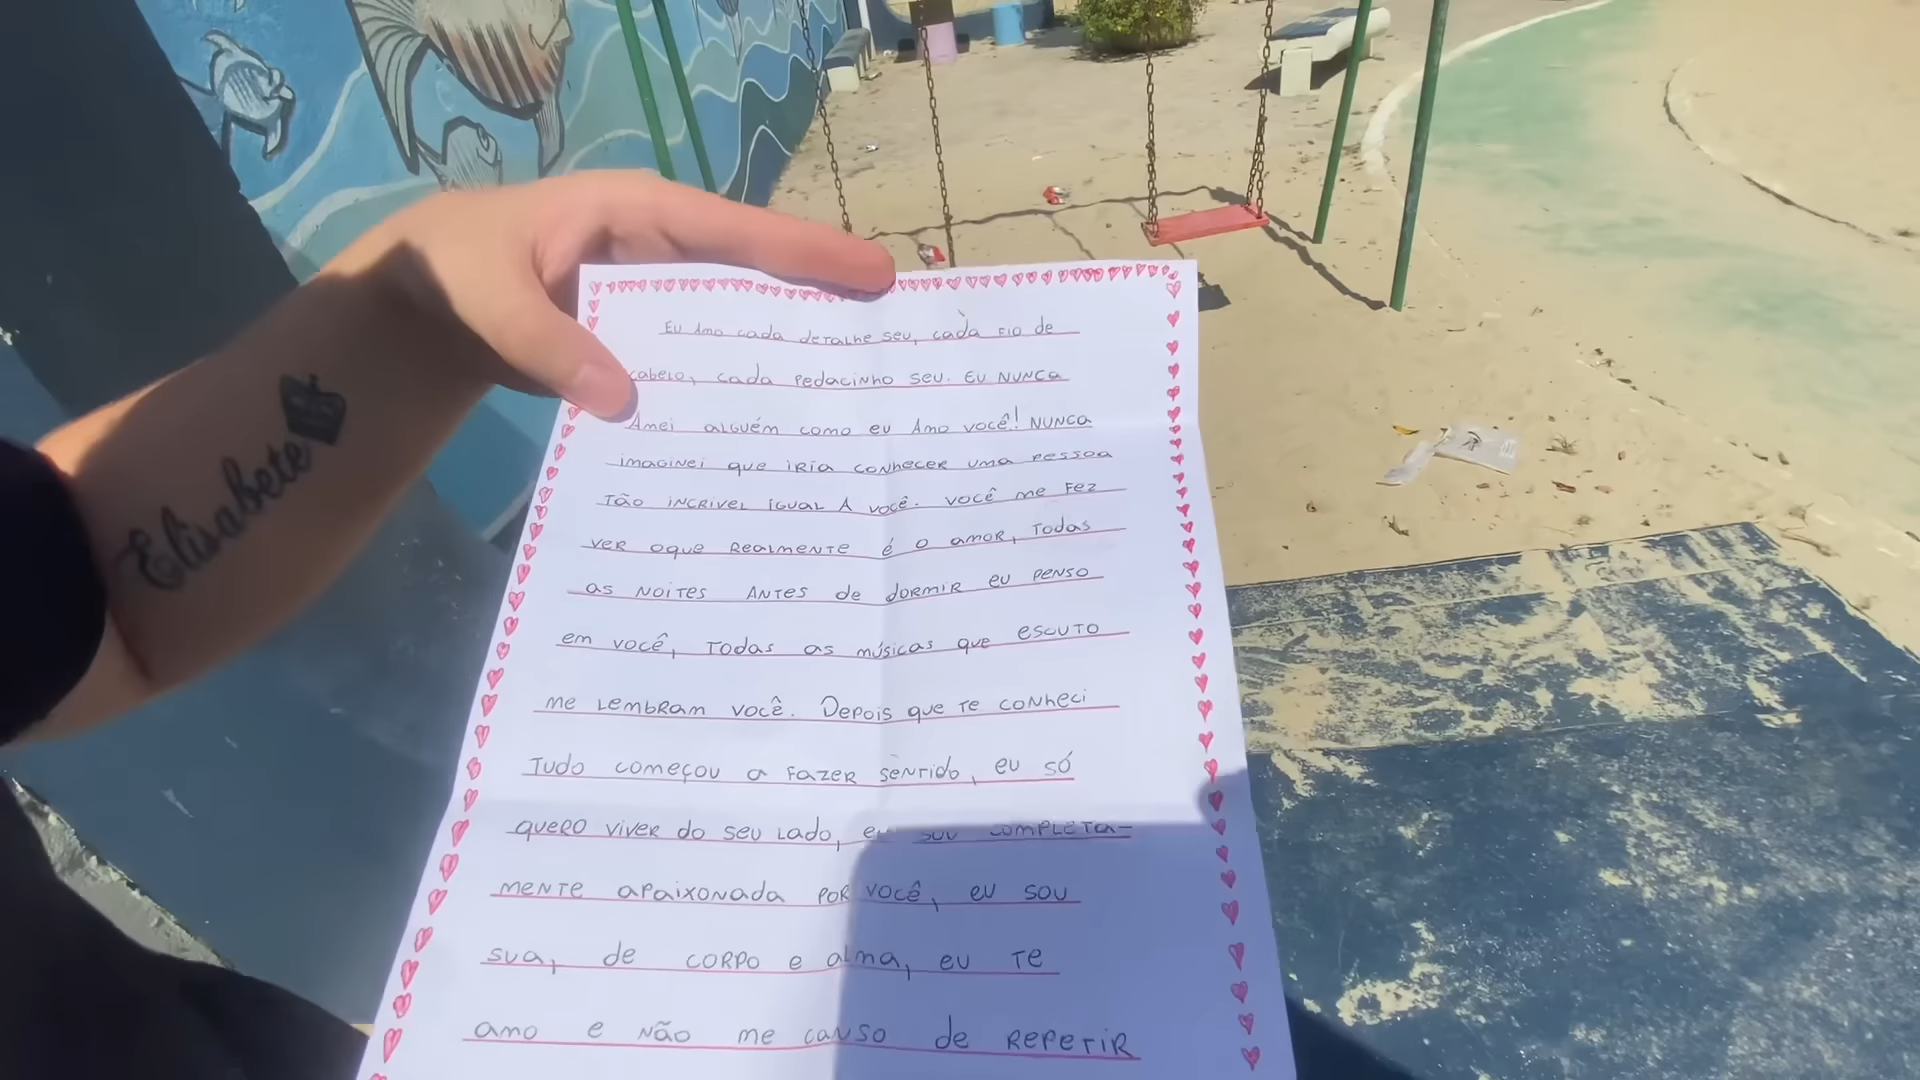 Elisabete
Eu Amo cada detalhe seu, cada fio de
cabelo, cada pedacinho seu. Eu NUNCA
Amei alguém como eu Amo você! NUNCA
imaginei que iria conhecer uma pessoa
Tão incrivel igual A você. Você me fez
ver oque Realmente é o amor, Todas
as Noites Antes de dormir eu penso
em você, Todas as músicas que escuto
me Lembram você. Depois que Te conheci
Tudo começou a fazer sentido, eu só
quero viver do seu Lado, eu sou completa-
mente apaixonada por você, eu sou
sua, de corpo e alma, eu Te
amo e Não me canso de Repetir